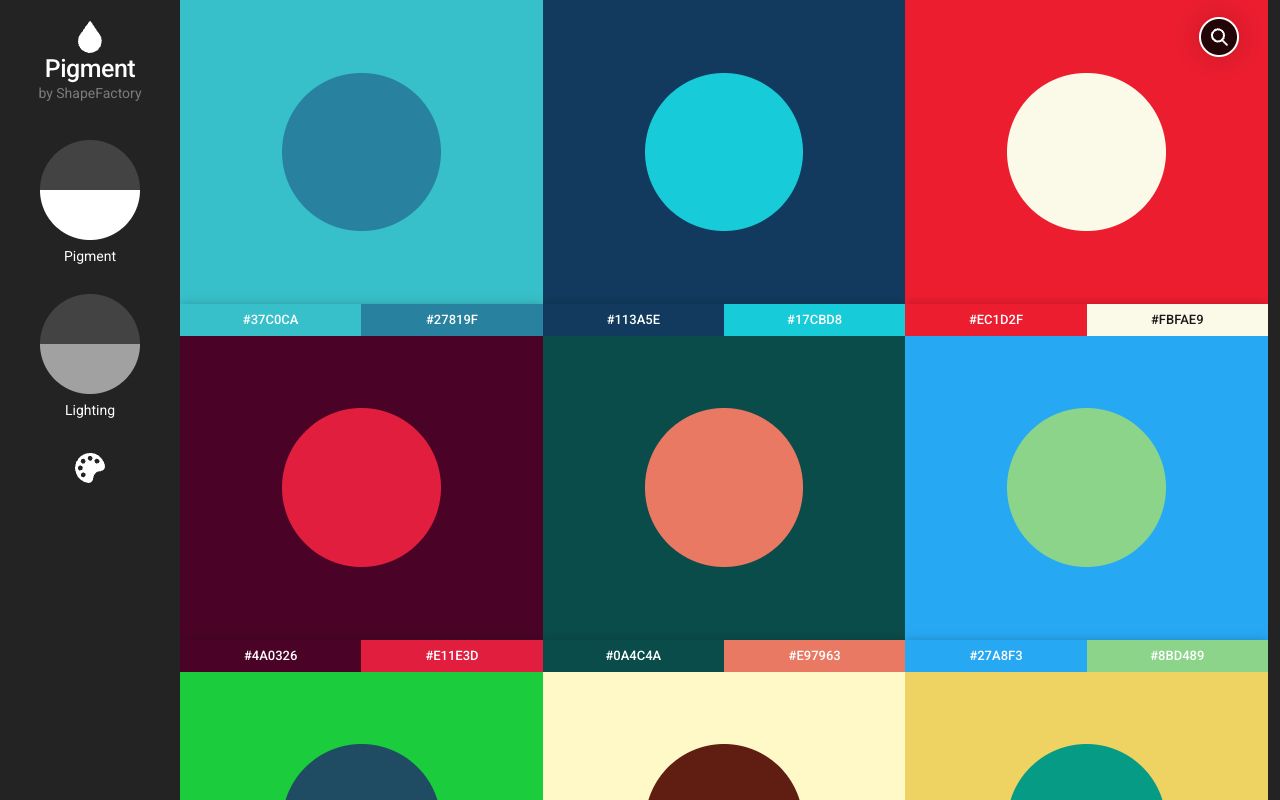 Pigment
by ShapeFactory
Pigment
Lighting
#37C0CA
#27819F
#113A5E
#17CBD8
#EC1D2F
#FBFAE9
#4A0326
#E11E3D
#0A4C4A
#E97963
#27A8F3
#8BD489